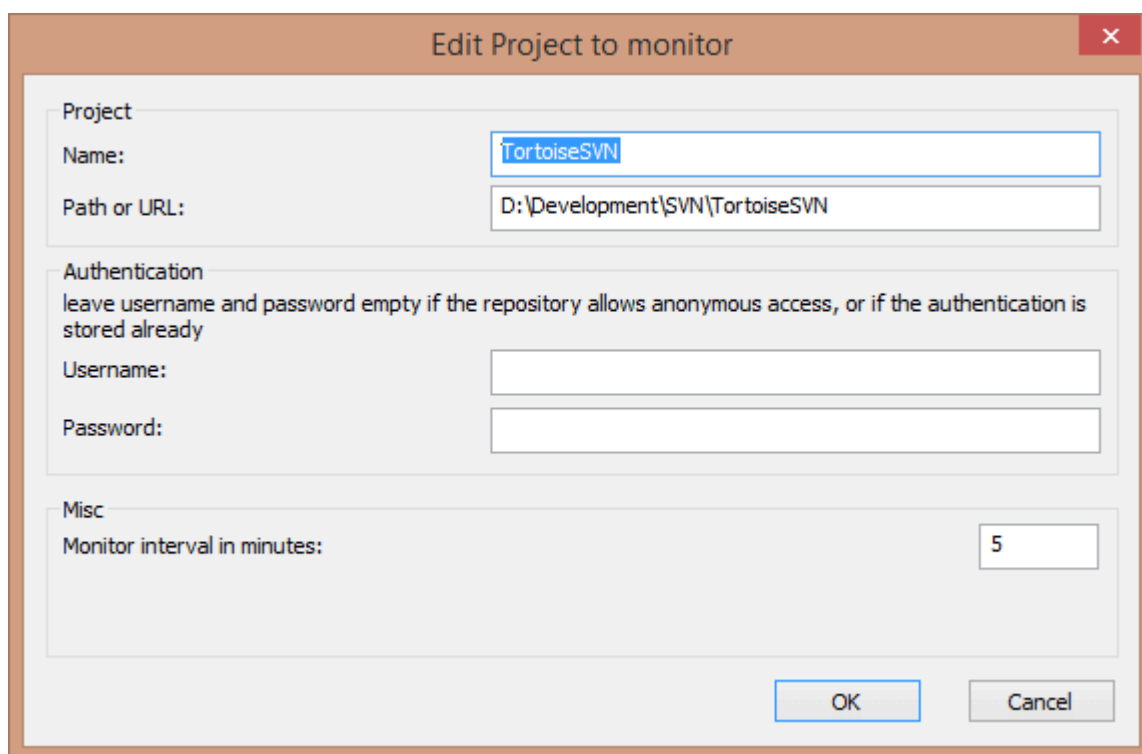 Edit Project to monitor
Project
Name:
TortoiseSVN
Path or URL:
D:\Development\SVN\TortoiseSVN
Authentication
leave username and password empty if the repository allows anonymous access, or if the authentication is
stored already
Username:
Password:
Misc
Monitor interval in minutes:
5
OK
Cancel